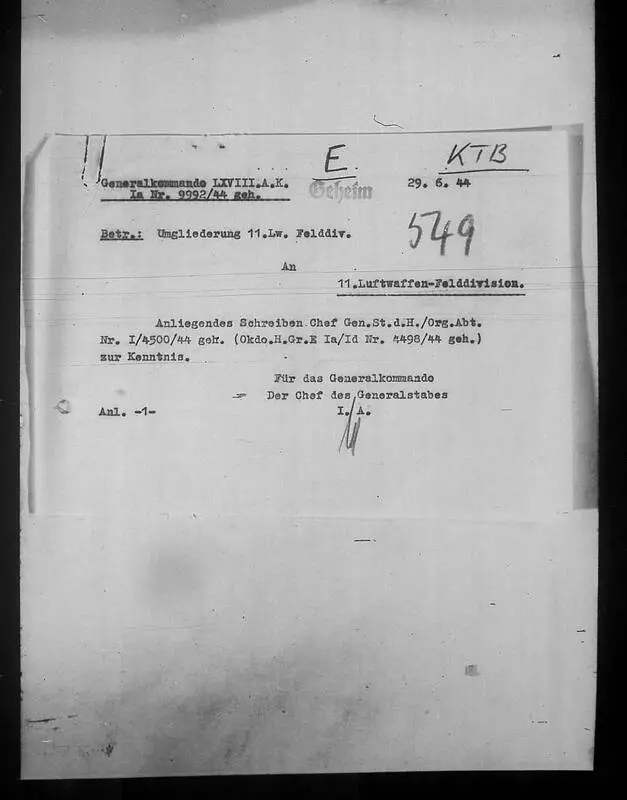 E.
KTB
Generalkommando LXVIII.A.K.
Geheim
29. 6. 44
Ia Nr. 9992/44 geh.
549
Betr.: Umgliederung 11.Lw. Felddiv.
An
11.Luftwaffen-Felddivision.
Anliegendes Schreiben Chef Gen.St.d.H./Org.Abt.
Nr. I/4500/44 geh. (Okdo.H.Gr.E Ia/Id Nr. 4498/44 geh.)
zur Kenntnis.
Für das Generalkommando
Der Chef des Generalstabes
Anl. -1-
I. A.